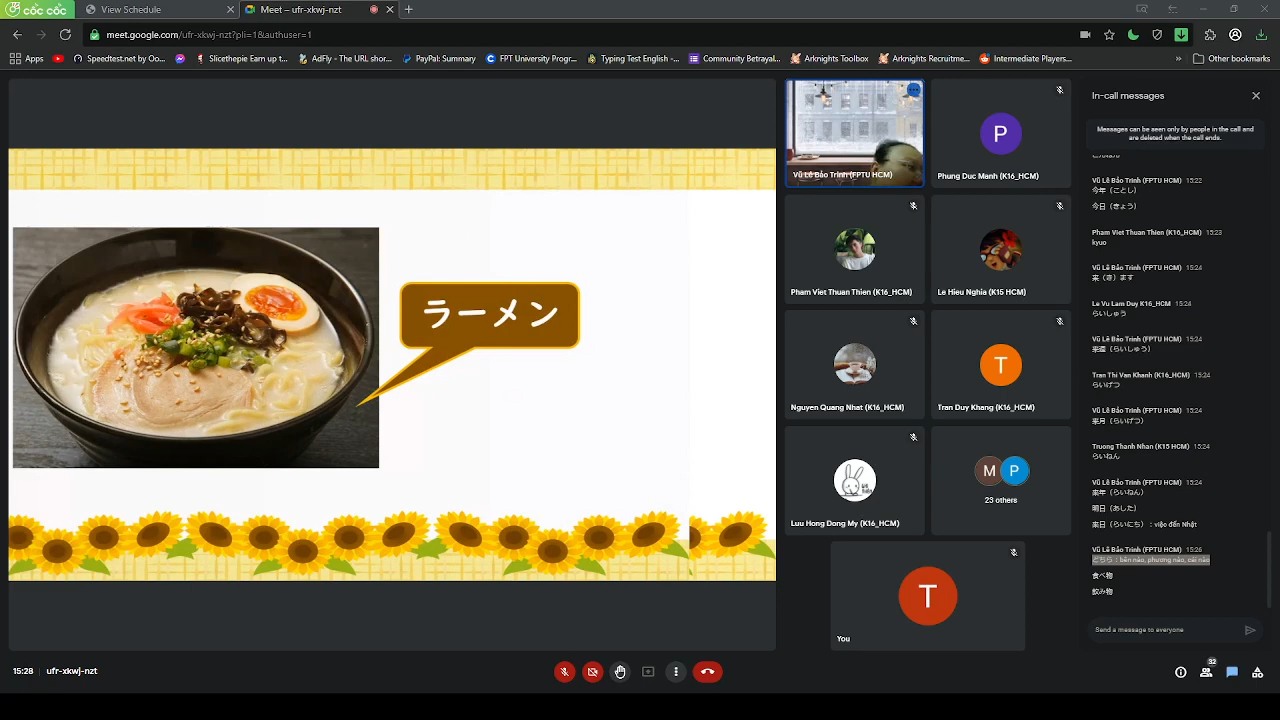 cốc cốc
View Schedule
Meet – ufr-xkwj-nzt
meet.google.com/ufr-xkwj-nzt?pli=1&authuser=1
Apps
Speedtest.net by Oo...
Slicethepie Earn up t...
AdFly - The URL shor...
PayPal: Summary
FPT University Progr...
Typing Test English -...
Community Betrayal...
Arknights Toolbox
Arknights Recruitme...
Intermediate Players...
»
Other bookmarks
ラーメン
Vũ Lê Bảo Trinh (FPTU HCM)
P
Phung Duc Manh (K16_HCM)
Pham Viet Thuan Thien (K16_HCM)
Le Hieu Nghia (K15 HCM)
Nguyen Quang Nhat (K16_HCM)
T
Tran Duy Khang (K16_HCM)
Luu Hong Dong My (K16_HCM)
M P
23 others
T
You
In-call messages
Messages can be seen only by people in the call and
are deleted when the call ends.
Vũ Lê Bảo Trinh (FPTU HCM) 15:22
今年（ことし）
今日（きょう）
Pham Viet Thuan Thien (K16_HCM) 15:23
kyuo
Vũ Lê Bảo Trinh (FPTU HCM) 15:24
来（き）ます
Le Vu Lam Duy K16_HCM 15:24
らいしゅう
Vũ Lê Bảo Trinh (FPTU HCM) 15:24
来週（らいしゅう）
Tran Thi Van Khanh (K16_HCM) 15:24
らいげつ
Vũ Lê Bảo Trinh (FPTU HCM) 15:24
来月（らいげつ）
Truong Thanh Nhan (K15 HCM) 15:24
らいねん
Vũ Lê Bảo Trinh (FPTU HCM) 15:24
来年（らいねん）
明日（あした）
来日（らいにち）：việc đến Nhật
Vũ Lê Bảo Trinh (FPTU HCM) 15:26
どちら：bên nào, phương nào, cái nào
食べ物
飲み物
Send a message to everyone
15:28
ufr-xkwj-nzt
32